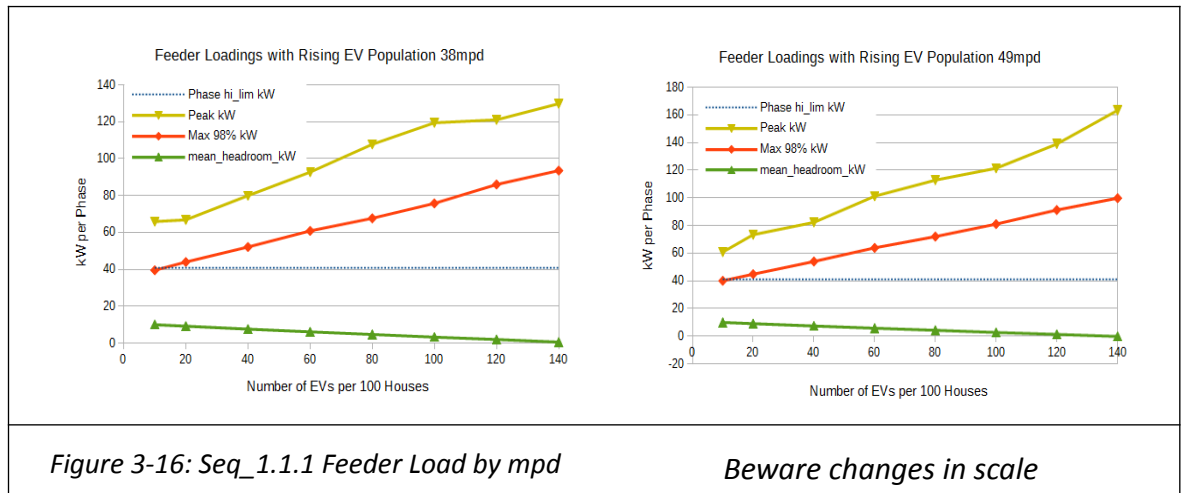 Feeder Loadings with Rising EV Population 38mpd
140
120
100
80
60
40
20
0
kW per Phase
Phase hi_lim kW
Peak kW
Max 98% kW
mean_headroom_kW
0 20 40 60 80 100 120 140
Number of EVs per 100 Houses
Feeder Loadings with Rising EV Population 49mpd
180
160
140
120
100
80
60
40
20
0
-20
kW per Phase
Phase hi_lim kW
Peak kW
Max 98% kW
mean_headroom_kW
0 20 40 60 80 100 120 140
Number of EVs per 100 Houses
Figure 3-16: Seq_1.1.1 Feeder Load by mpd
Beware changes in scale